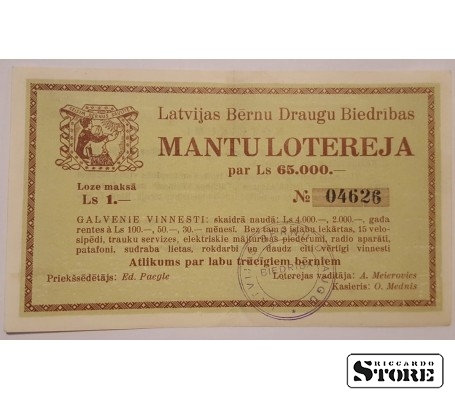 Latvijas Bērnu Draugu Biedrības
MANTU LOTEREJA
par Ls 65.000.—
Loze maksā
Ls 1.—
№ 04626
GALVENIE VINNESTI: skaidrā naudā: Ls 4.000.—, 2.000.—, gada
rentes à Ls 100.—, 50.—, 30.— mēnesī. Bez tam 3 istabu iekārtas, 15 velo-
sipēdi, trauku servizes, elektriskie mājturības piederumi, radio aparāti,
patafoni, sudraba lietas, rokdarbi un daudz citi vērtīgi vinnesti
Atlikums par labu trūcīgiem bērniem
Priekšsēdētājs: Ed. Paegle
Loterejas vadītājs: A. Meierovics
Kasieris: O. Mednis
RICCARDO
STORE